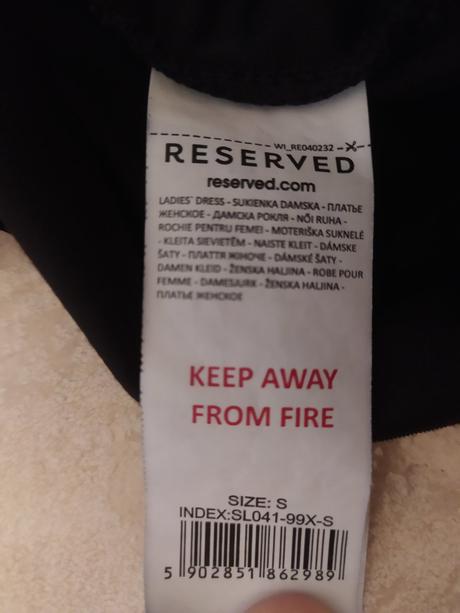 WI_RE040232
RESERVED
reserved.com
LADIES' DRESS - SUKIENKA DAMSKA - ПЛАТЬЕ
ЖЕНСКОЕ - ДАМСКА РОКЛЯ - NŐI RUHA -
ROCHIE PENTRU FEMEI - MOTERIŠKA SUKNELĖ
- KLEITA SIEVIETĒM - NAISTE KLEIT - DÁMSKE
ŠATY - ПЛАТТЯ ЖІНОЧЕ - DÁMSKÉ ŠATY -
DAMEN KLEID - ŽENSKA HALJINA - ROBE POUR
FEMME - DAMESJURK - ŽENSKA HALJINA -
ПЛАТЬЕ ЖЕНСКОЕ
KEEP AWAY
FROM FIRE
SIZE: S
INDEX:SL041-99X-S
5 902851 862989